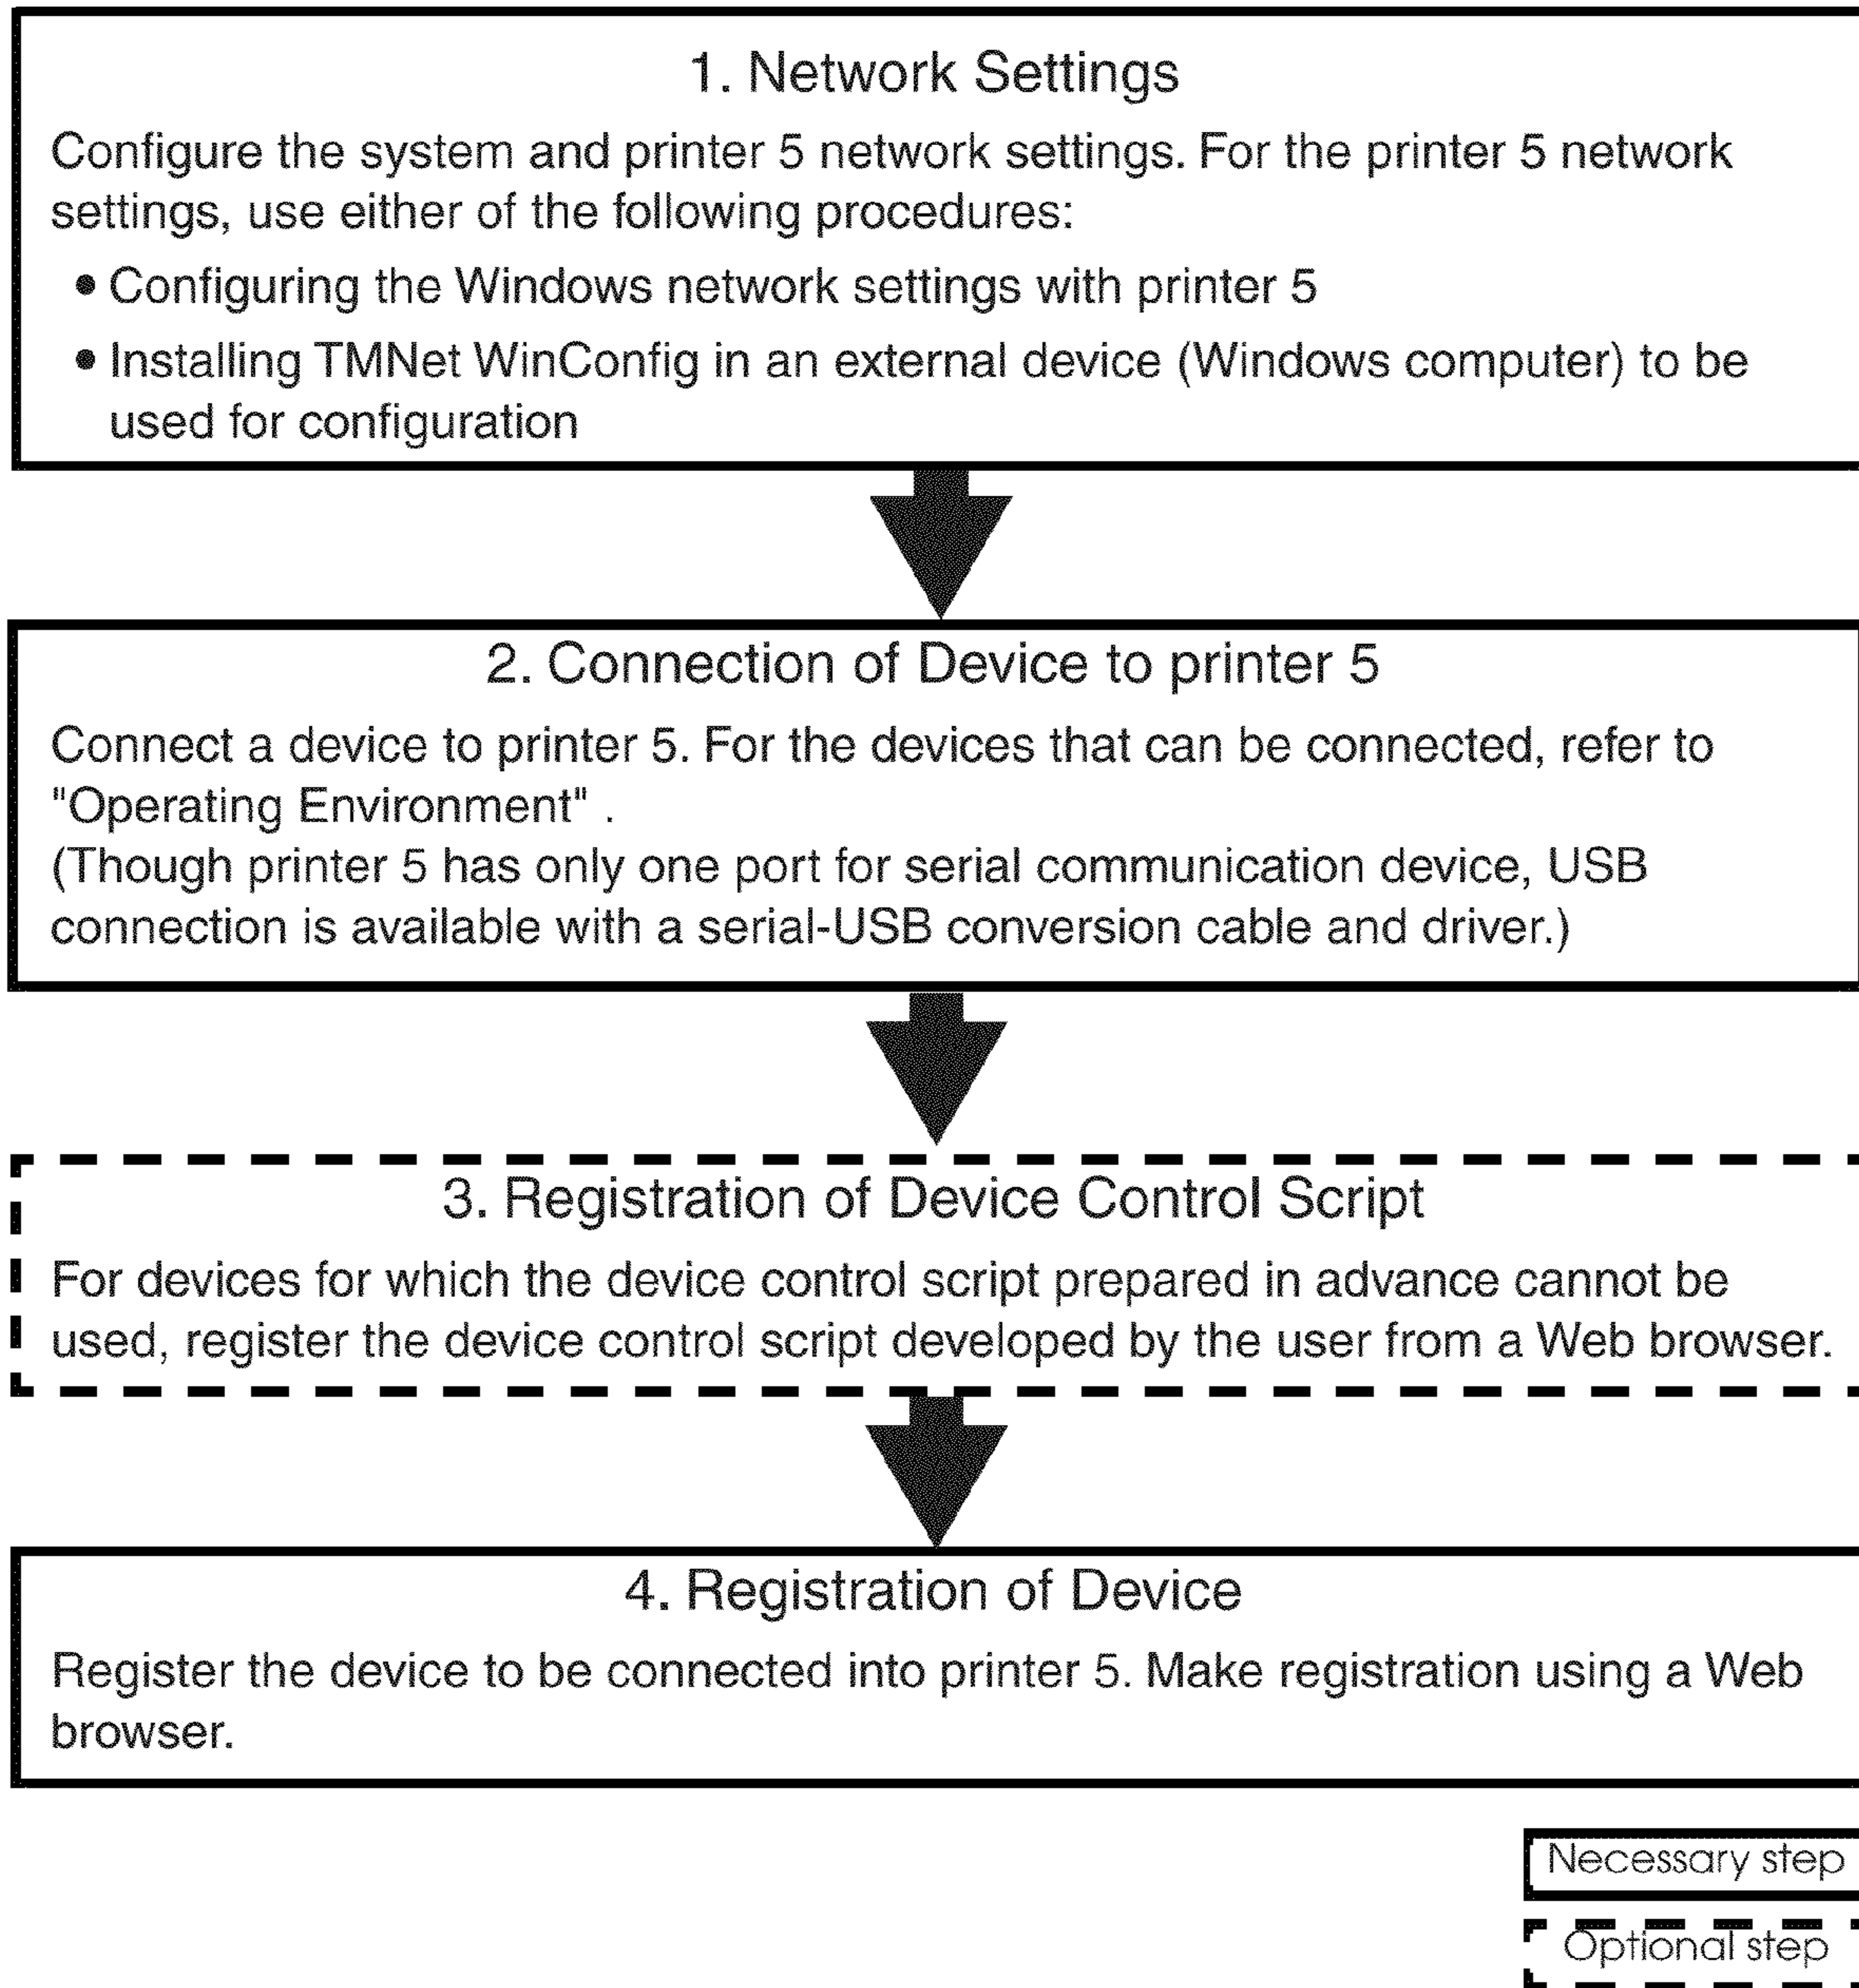 1. Network Settings
Configure the system and printer 5 network settings. For the printer 5 network
settings, use either of the following procedures:
• Configuring the Windows network settings with printer 5
• Installing TMNet WinConfig in an external device (Windows computer) to be
used for configuration
2. Connection of Device to printer 5
Connect a device to printer 5. For the devices that can be connected, refer to
"Operating Environment" .
(Though printer 5 has only one port for serial communication device, USB
connection is available with a serial-USB conversion cable and driver.)
3. Registration of Device Control Script
For devices for which the device control script prepared in advance cannot be
used, register the device control script developed by the user from a Web browser.
4. Registration of Device
Register the device to be connected into printer 5. Make registration using a Web
browser.
Necessary step
Optional step